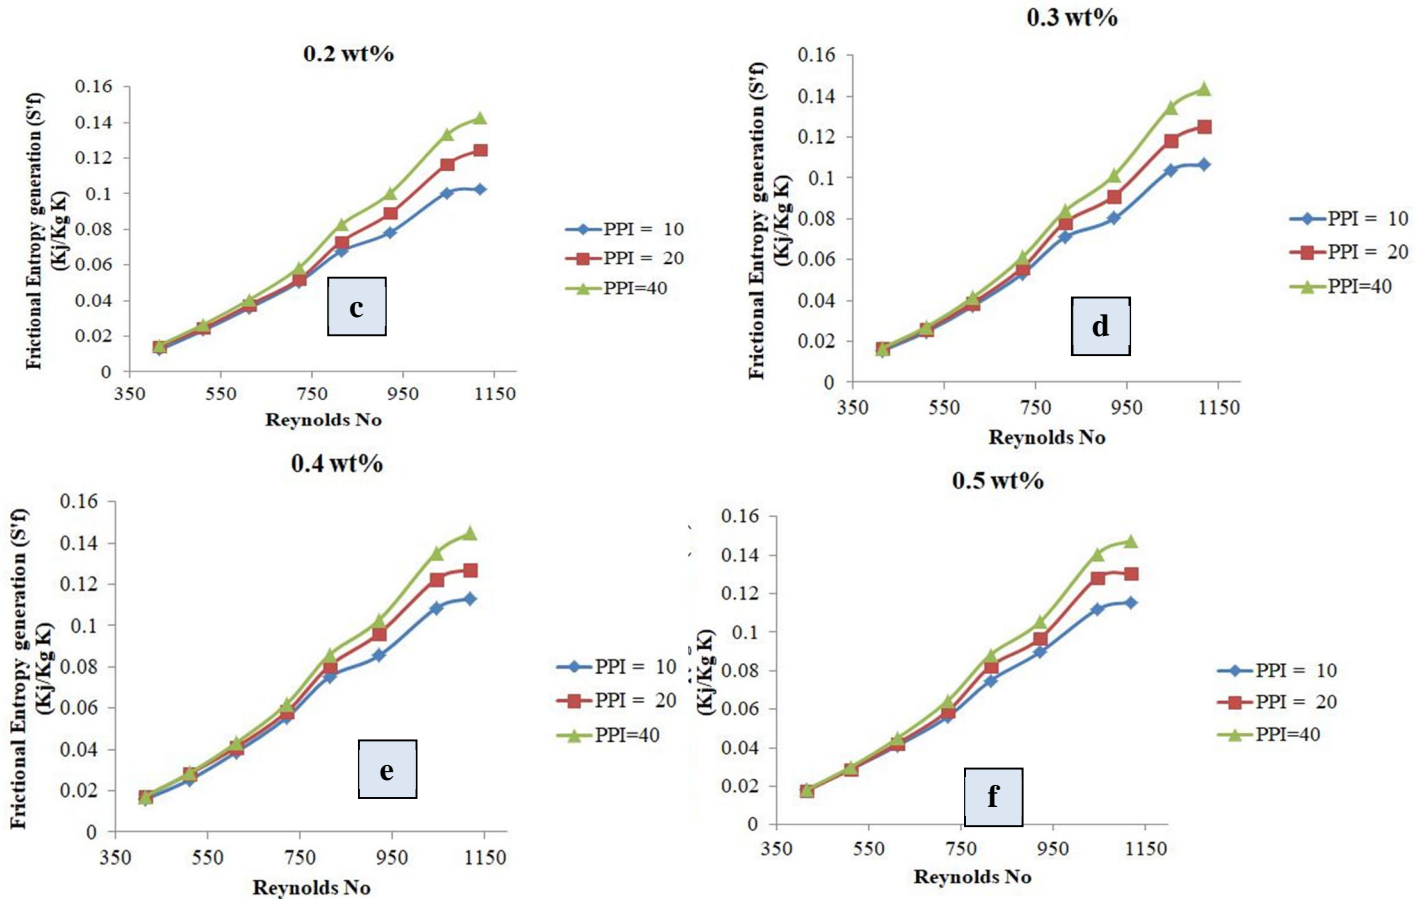 0.2 wt%
Frictional Entropy generation (S'f)
(Kj/Kg K)
0.16
0.14
0.12
0.1
0.08
0.06
0.04
0.02
0
350
550
750
950
1150
Reynolds No
PPI = 10
PPI = 20
PPI=40
c
0.3 wt%
Frictional Entropy generation (S'f)
(Kj/Kg K)
0.16
0.14
0.12
0.1
0.08
0.06
0.04
0.02
0
350
550
750
950
1150
Reynolds No
PPI = 10
PPI = 20
PPI=40
d
0.4 wt%
Frictional Entropy generation (S'f)
(Kj/Kg K)
0.16
0.14
0.12
0.1
0.08
0.06
0.04
0.02
0
350
550
750
950
1150
Reynolds No
PPI = 10
PPI = 20
PPI=40
e
0.5 wt%
(Kj/Kg K)
0.16
0.14
0.12
0.1
0.08
0.06
0.04
0.02
0
350
550
750
950
1150
Reynolds No
PPI = 10
PPI = 20
PPI=40
f